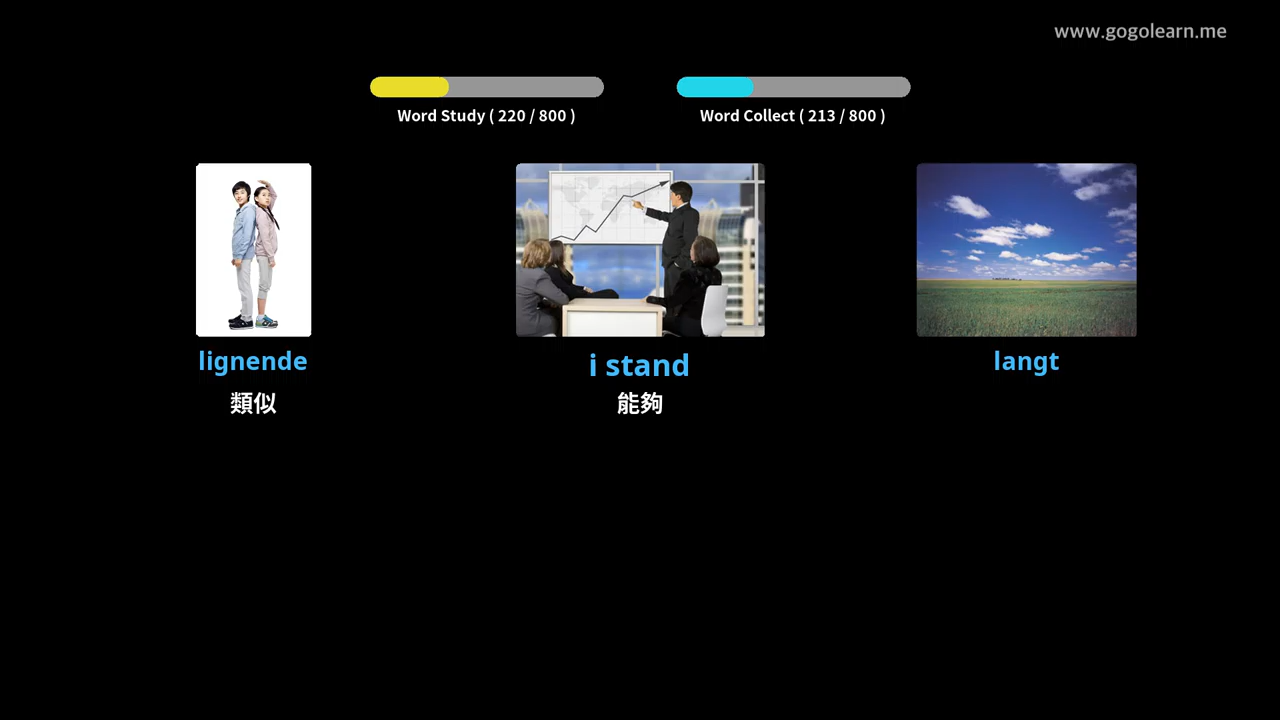 www.gogolearn.me
Word Study ( 220 / 800 )
Word Collect ( 213 / 800 )
lignende
類似
i stand
能夠
langt